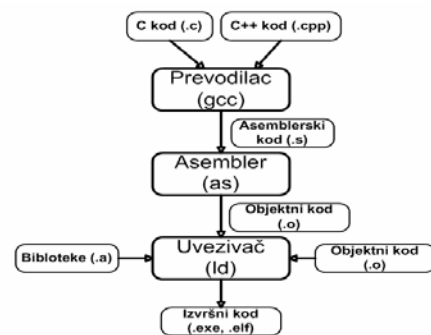 C kod (.c)
C++ kod (.cpp)
Prevodilac
(gcc)
Asemblerski
kod (.s)
Asembler
(as)
Objektni kod
(.o)
Bibloteke (.a)
Uvezivač
(ld)
Objektni kod
(.o)
Izvršni kod
(.exe, .elf)